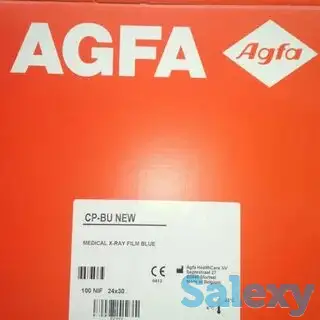 AGFA
Agfa
CP-BU NEW
MEDICAL X-RAY FILM BLUE
Agfa HealthCare NV
Septestraat 27
Made in Belgium
CE
0413
100 NIF 24x30
Salexy